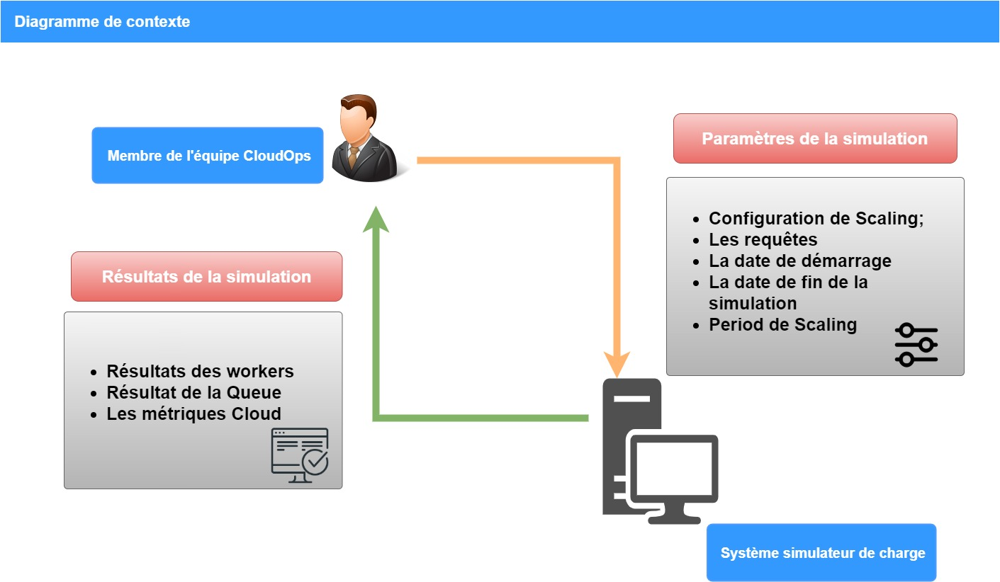 Diagramme de contexte
Membre de l'équipe CloudOps
Paramètres de la simulation
• Configuration de Scaling;
• Les requêtes
• La date de démarrage
• La date de fin de la
simulation
• Period de Scaling
Résultats de la simulation
• Résultats des workers
• Résultat de la Queue
• Les métriques Cloud
Système simulateur de charge